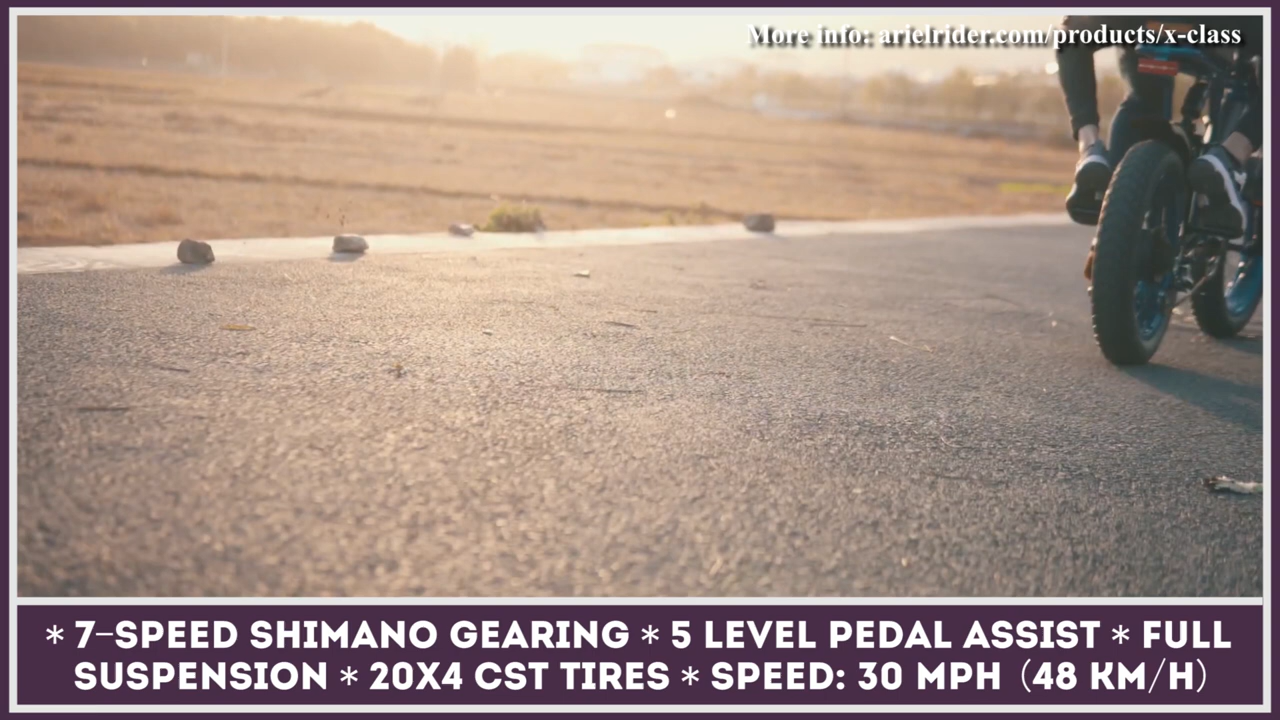 More info: arielrider.com/products/x-class
* 7-SPEED SHIMANO GEARING * 5 LEVEL PEDAL ASSIST * FULL
SUSPENSION * 20X4 CST TIRES * SPEED: 30 MPH (48 KM/H)